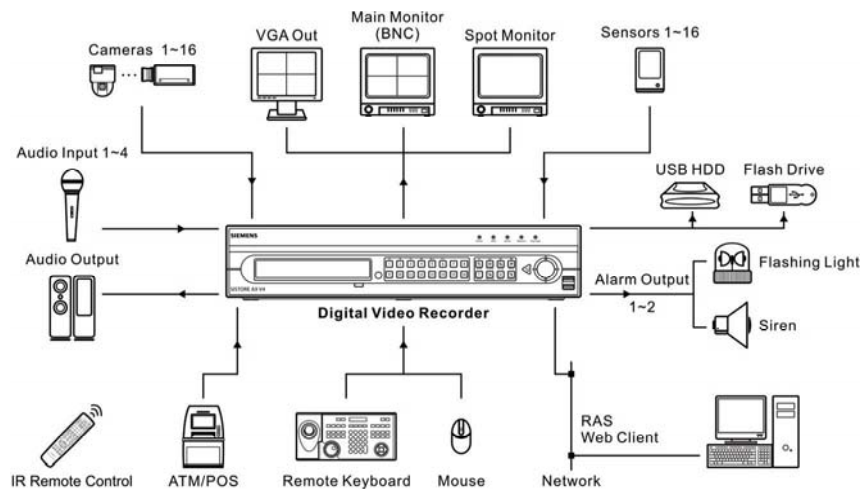 Main Monitor
(BNC)
VGA Out
Spot Monitor
Sensors 1~16
Cameras 1~16
Audio Input 1~4
USB HDD
Flash Drive
SIEMENS
Audio Output
Alarm Output
1~2
Flashing Light
Siren
Digital Video Recorder
RAS
Web Client
IR Remote Control
ATM/POS
Remote Keyboard
Mouse
Network